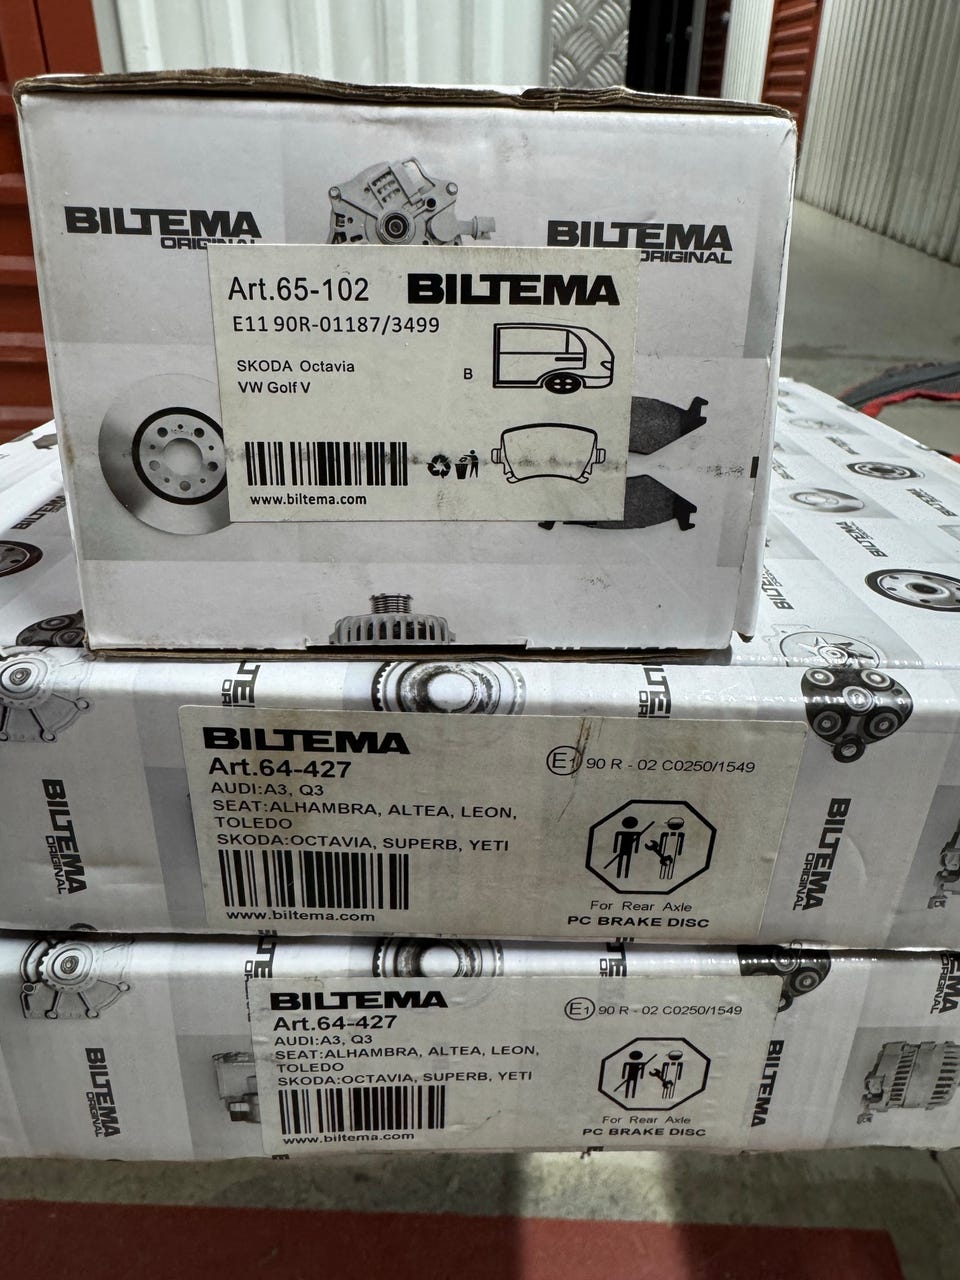 BILTEMA
ORIGINAL
BILTEMA
ORIGINAL
Art.65-102 BILTEMA
E11 90R-01187/3499
SKODA Octavia
VW Golf V
B
www.biltema.com
BILTEMA
Art.64-427
E1 90 R - 02 C0250/1549
AUDI:A3, Q3
SEAT:ALHAMBRA, ALTEA, LEON,
TOLEDO
SKODA:OCTAVIA, SUPERB, YETI
www.biltema.com
For Rear Axle
PC BRAKE DISC
BILTEMA
ORIGINAL
BILTEMA
ORIGINAL
BILTEMA
Art.64-427
E1 90 R - 02 C0250/1549
AUDI:A3, Q3
SEAT:ALHAMBRA, ALTEA, LEON,
TOLEDO
SKODA:OCTAVIA, SUPERB, YETI
www.biltema.com
For Rear Axle
PC BRAKE DISC
BILTEMA
ORIGINAL
BILTEMA